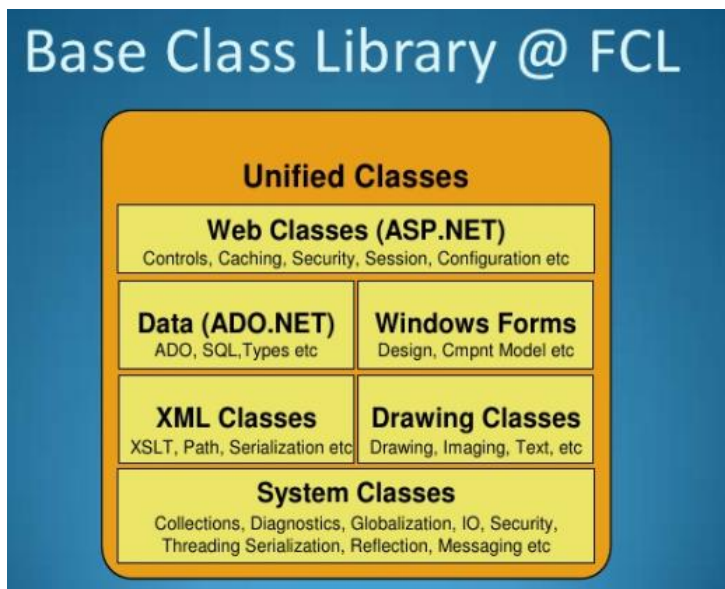 Base Class Library @ FCL
Unified Classes
Web Classes (ASP.NET)
Controls, Caching, Security, Session, Configuration etc
Data (ADO.NET)
ADO, SQL,Types etc
Windows Forms
Design, Cmpnt Model etc
XML Classes
XSLT, Path, Serialization etc
Drawing Classes
Drawing, Imaging, Text, etc
System Classes
Collections, Diagnostics, Globalization, IO, Security,
Threading Serialization, Reflection, Messaging etc